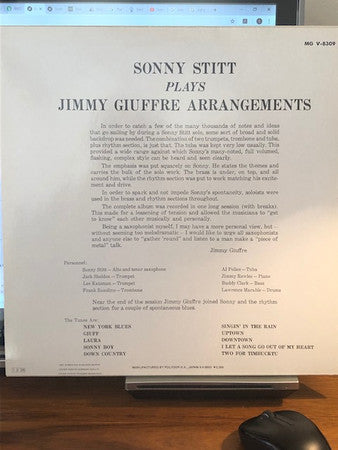 MG V-8309
SONNY STITT
PLAYS
JIMMY GIUFFRE ARRANGEMENTS
In order to catch a few of the many thousands of notes and ideas
that go sailing by during a Sonny Stitt solo, some sort of broad and solid
backdrop was needed. The combination of two trumpets, trombone and tuba,
plus rhythm section, is just that. The tuba was kept very low usually. This
provided a wide range against which Sonny's many-noted, full volumed,
flashing, complex style can be heard and seen clearly.
The emphasis was put squarely on Sonny. He states the themes and
carries the bulk of the solo work. The brass is under, on top, and all
around him, while the rhythm section was put to work matching his excite-
ment and drive.
In order to spark and not impede Sonny's spontaneity, soloists were
used in the brass and rhythm sections throughout.
The complete album was recorded in one long session (with breaks).
This made for a lessening of tension and allowed the musicians to "get
to know" each other musically and personally.
Being a saxophonist myself, I may have a more personal view, but—
without seeming too melodramatic—I would like to urge all saxophonists
and anyone else to "gather 'round" and listen to a man make a "piece of
metal" talk.
Jimmy Giuffre
Personnel:
Sonny Stitt—Alto and tenor saxophone
Jack Sheldon—Trumpet
Lee Katzman—Trumpet
Frank Rosolino—Trombone
Al Pollan—Tuba
Jimmy Rowles—Piano
Buddy Clark—Bass
Lawrence Marable—Drums
Near the end of the session Jimmy Giuffre joined Sonny and the rhythm
section for a couple of spontaneous blues.
The Tunes Are:
NEW YORK BLUES
GIUFF
LAURA
SONNY BOY
DOWN COUNTRY
SINGIN' IN THE RAIN
UPTOWN
DOWNTOWN
I LET A SONG GO OUT OF MY HEART
TWO FOR TIMBUCTU
MANUFACTURED BY POLYDOR K.K., JAPAN